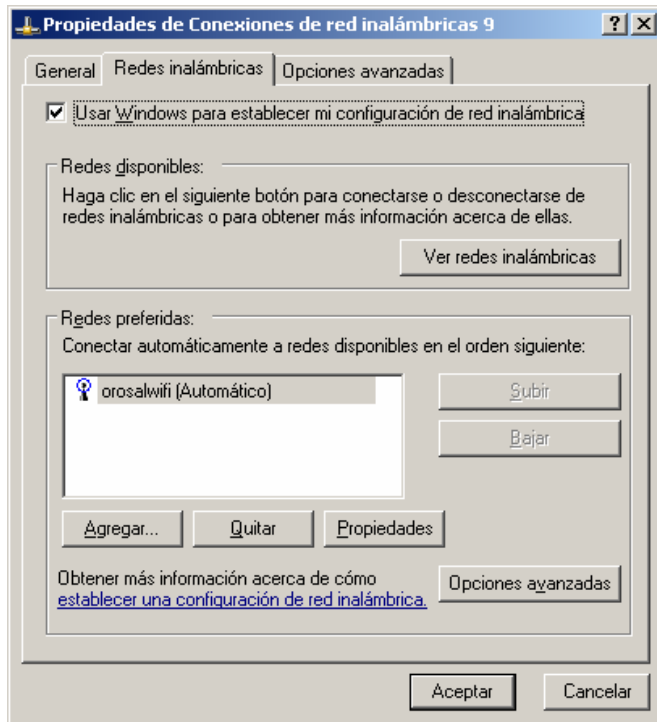 Propiedades de Conexiones de red inalámbricas 9
General
Redes inalámbricas
Opciones avanzadas
Usar Windows para establecer mi configuración de red inalámbrica
Redes disponibles:
Haga clic en el siguiente botón para conectarse o desconectarse de
redes inalámbricas o para obtener más información acerca de ellas.
Ver redes inalámbricas
Redes preferidas:
Conectar automáticamente a redes disponibles en el orden siguiente:
orosalwifi (Automático)
Subir
Bajar
Agregar...
Quitar
Propiedades
Obtener más información acerca de cómo
establecer una configuración de red inalámbrica.
Opciones avanzadas
Aceptar
Cancelar